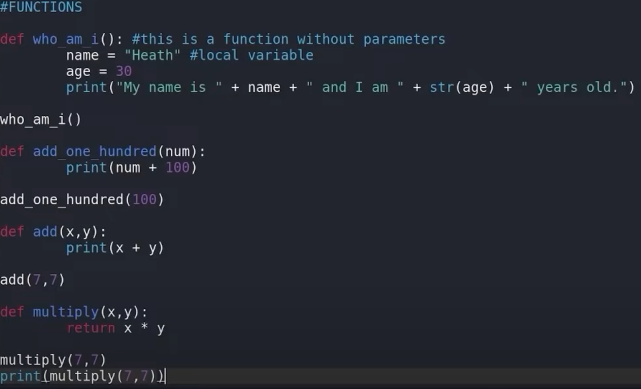 #FUNCTIONS
def who_am_i(): #this is a function without parameters
name = "Heath" #local variable
age = 30
print("My name is " + name + " and I am " + str(age) + " years old.")
who_am_i()
def add_one_hundred(num):
print(num + 100)
add_one_hundred(100)
def add(x,y):
print(x + y)
add(7,7)
def multiply(x,y):
return x * y
multiply(7,7)
print(multiply(7,7))